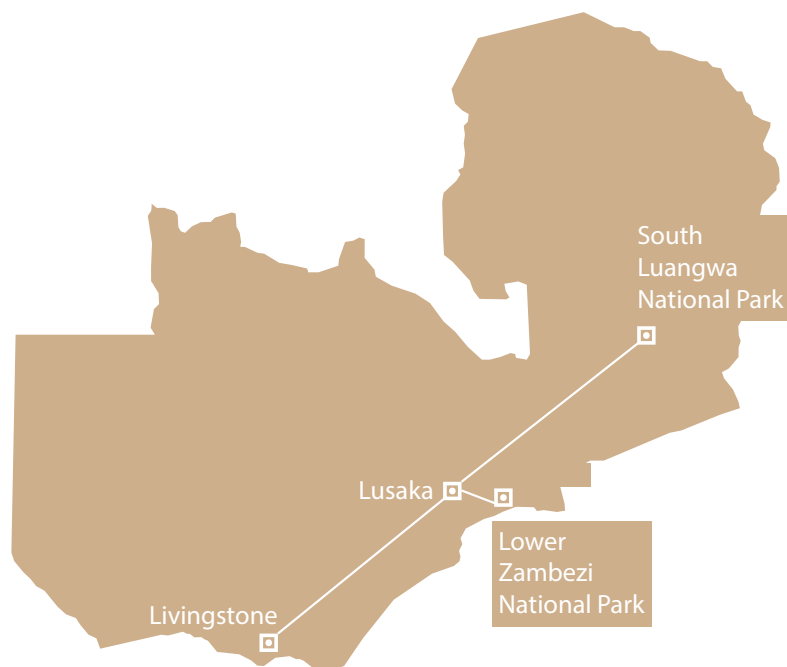 South
Luangwa
National Park
Lusaka
Lower
Zambezi
National Park
Livingstone